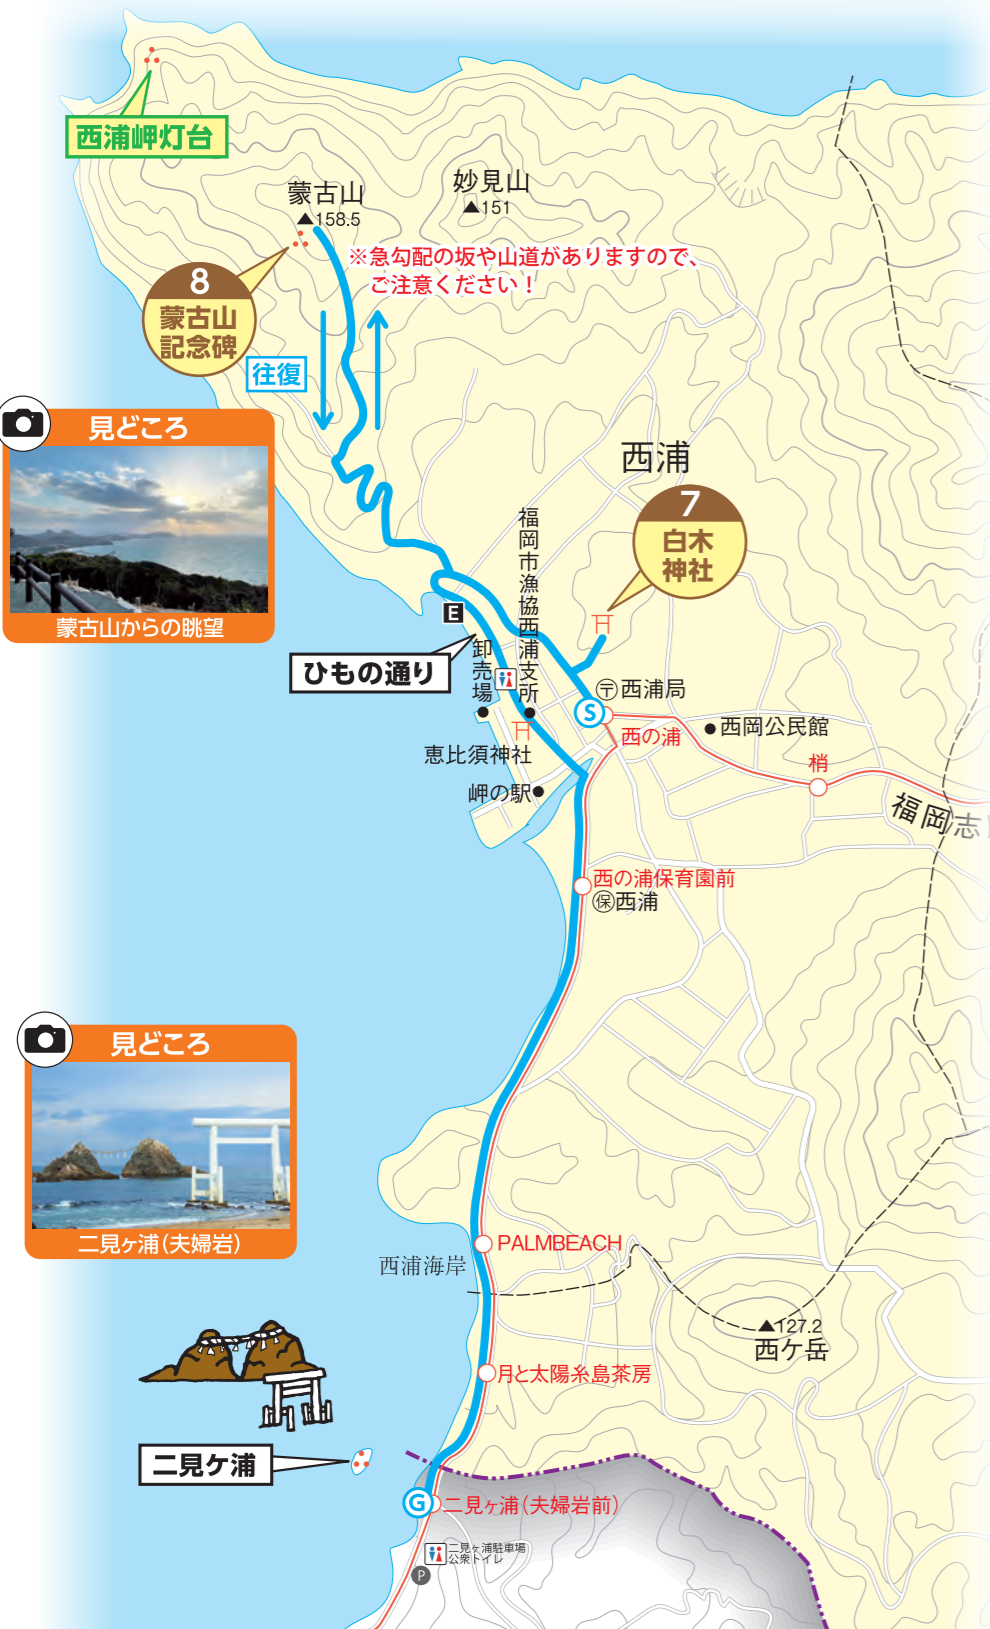 西浦岬灯台
蒙古山
▲158.5
妙見山
▲151
※急勾配の坂や山道がありますので、
ご注意ください！
8
蒙古山
記念碑
往復
見どころ
蒙古山からの眺望
西浦
7
白木
神社
福岡市漁協西浦支所
E
卸売場
ひもの通り
〒西浦局
S
西の浦
西岡公民館
恵比須神社
梢
岬の駅
福岡志
西の浦保育園前
保西浦
見どころ
二見ヶ浦（夫婦岩）
PALMBEACH
西浦海岸
▲127.2
西ケ岳
月と太陽糸島茶房
二見ケ浦
G
二見ヶ浦（夫婦岩前）
二見ヶ浦駐車場
公衆トイレ
P